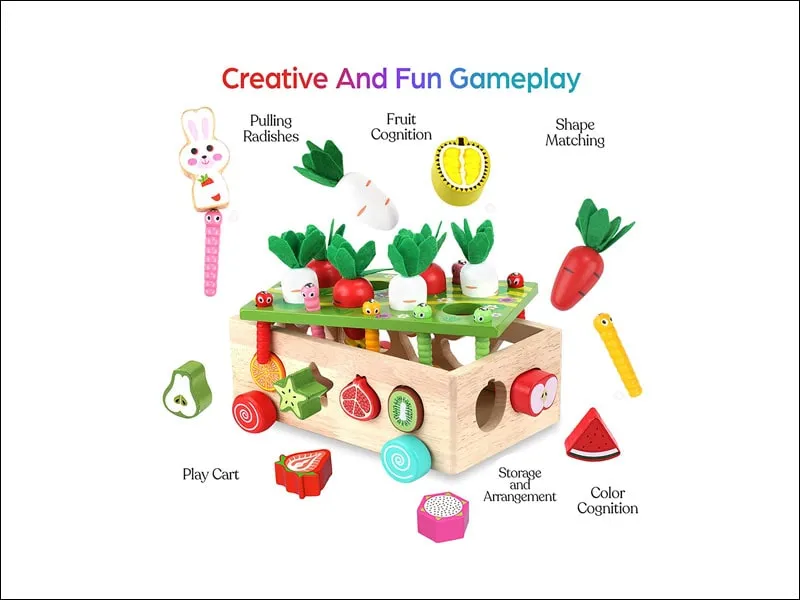 Creative And Fun Gameplay
Pulling
Radishes
Fruit
Cognition
Shape
Matching
Play Cart
Storage
and
Arrangement
Color
Cognition